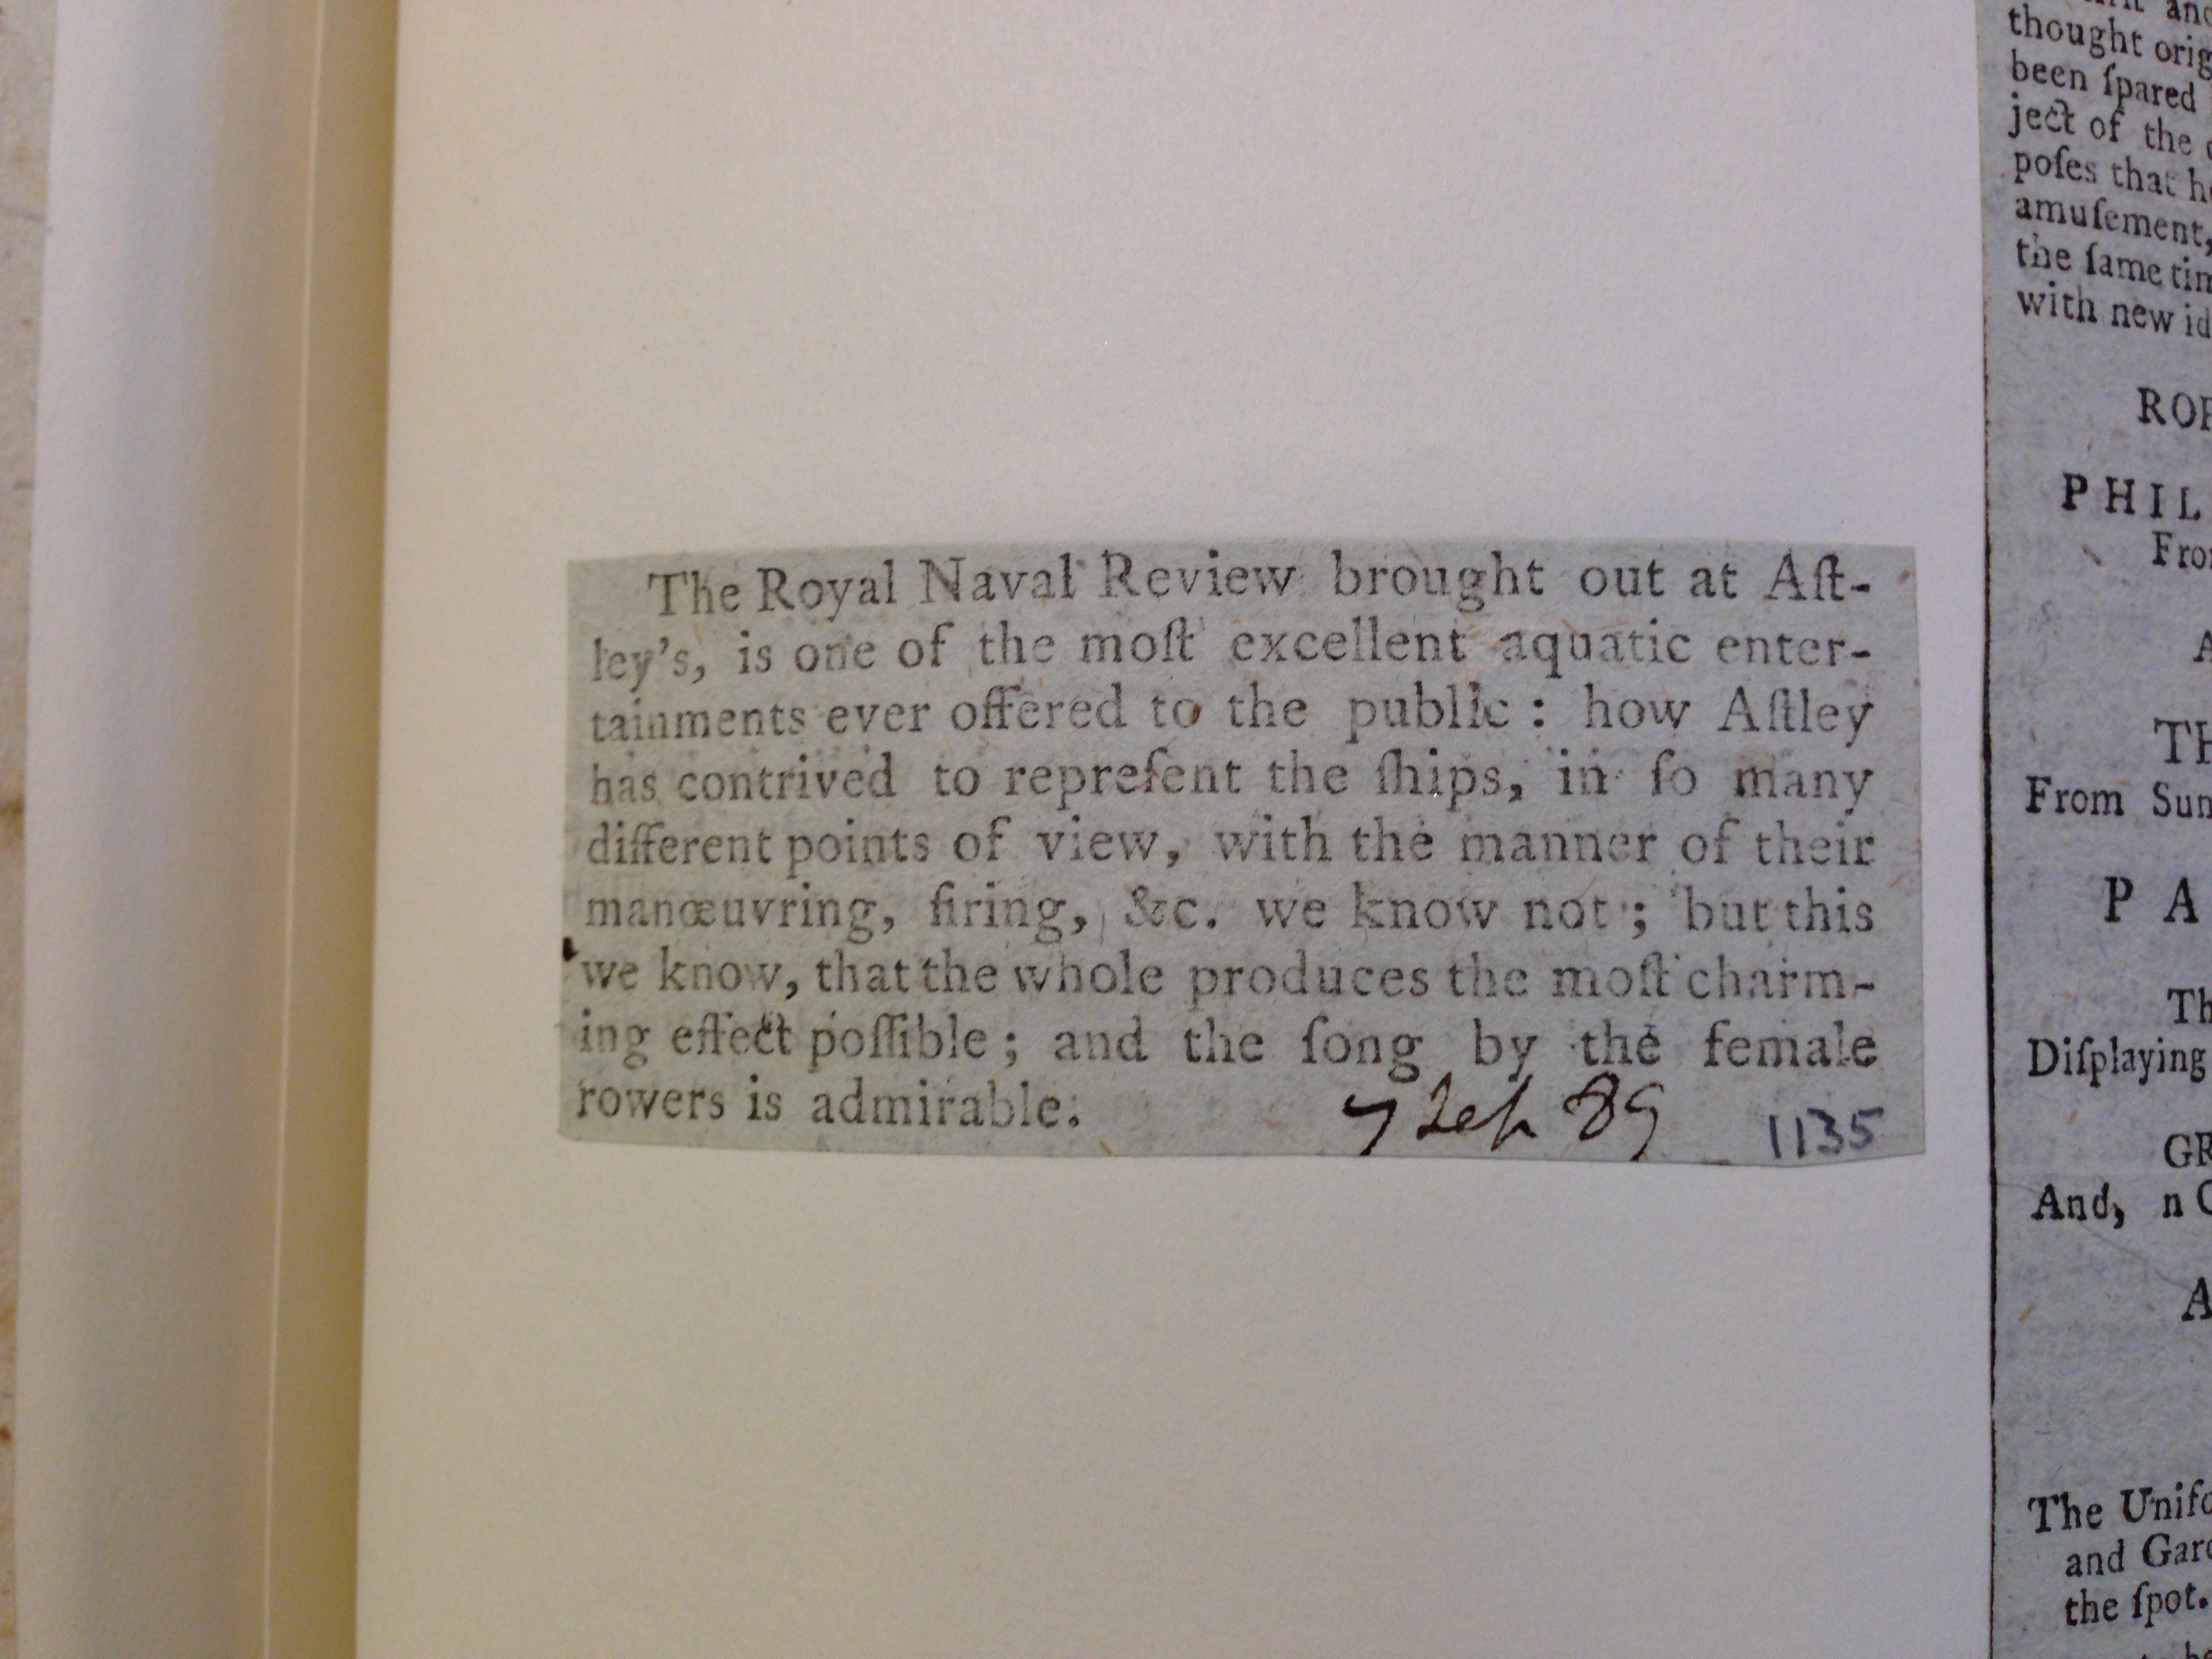 The Royal Naval Review brought out at Aſt-
ley's, is one of the moſt excellent aquatic enter-
tainments ever offered to the public : how Aſtley
has contrived to repreſent the ſhips, in ſo many
different points of view, with the manner of their
manœuvring, firing, &c. we know not ; but this
we know, that the whole produces the moſt charm-
ing effect poſſible ; and the ſong by the female
rowers is admirable.
7 Sep 89 1135
and
thought orig
been ſpared
ject of the
poſes that h
amuſement,
the ſame tim
with new id
RO
PHIL
Fro
A
TH
From Sun
PA
Th
Diſplaying
GR
And, n
A
The Unifo
and Gar
the ſpot.